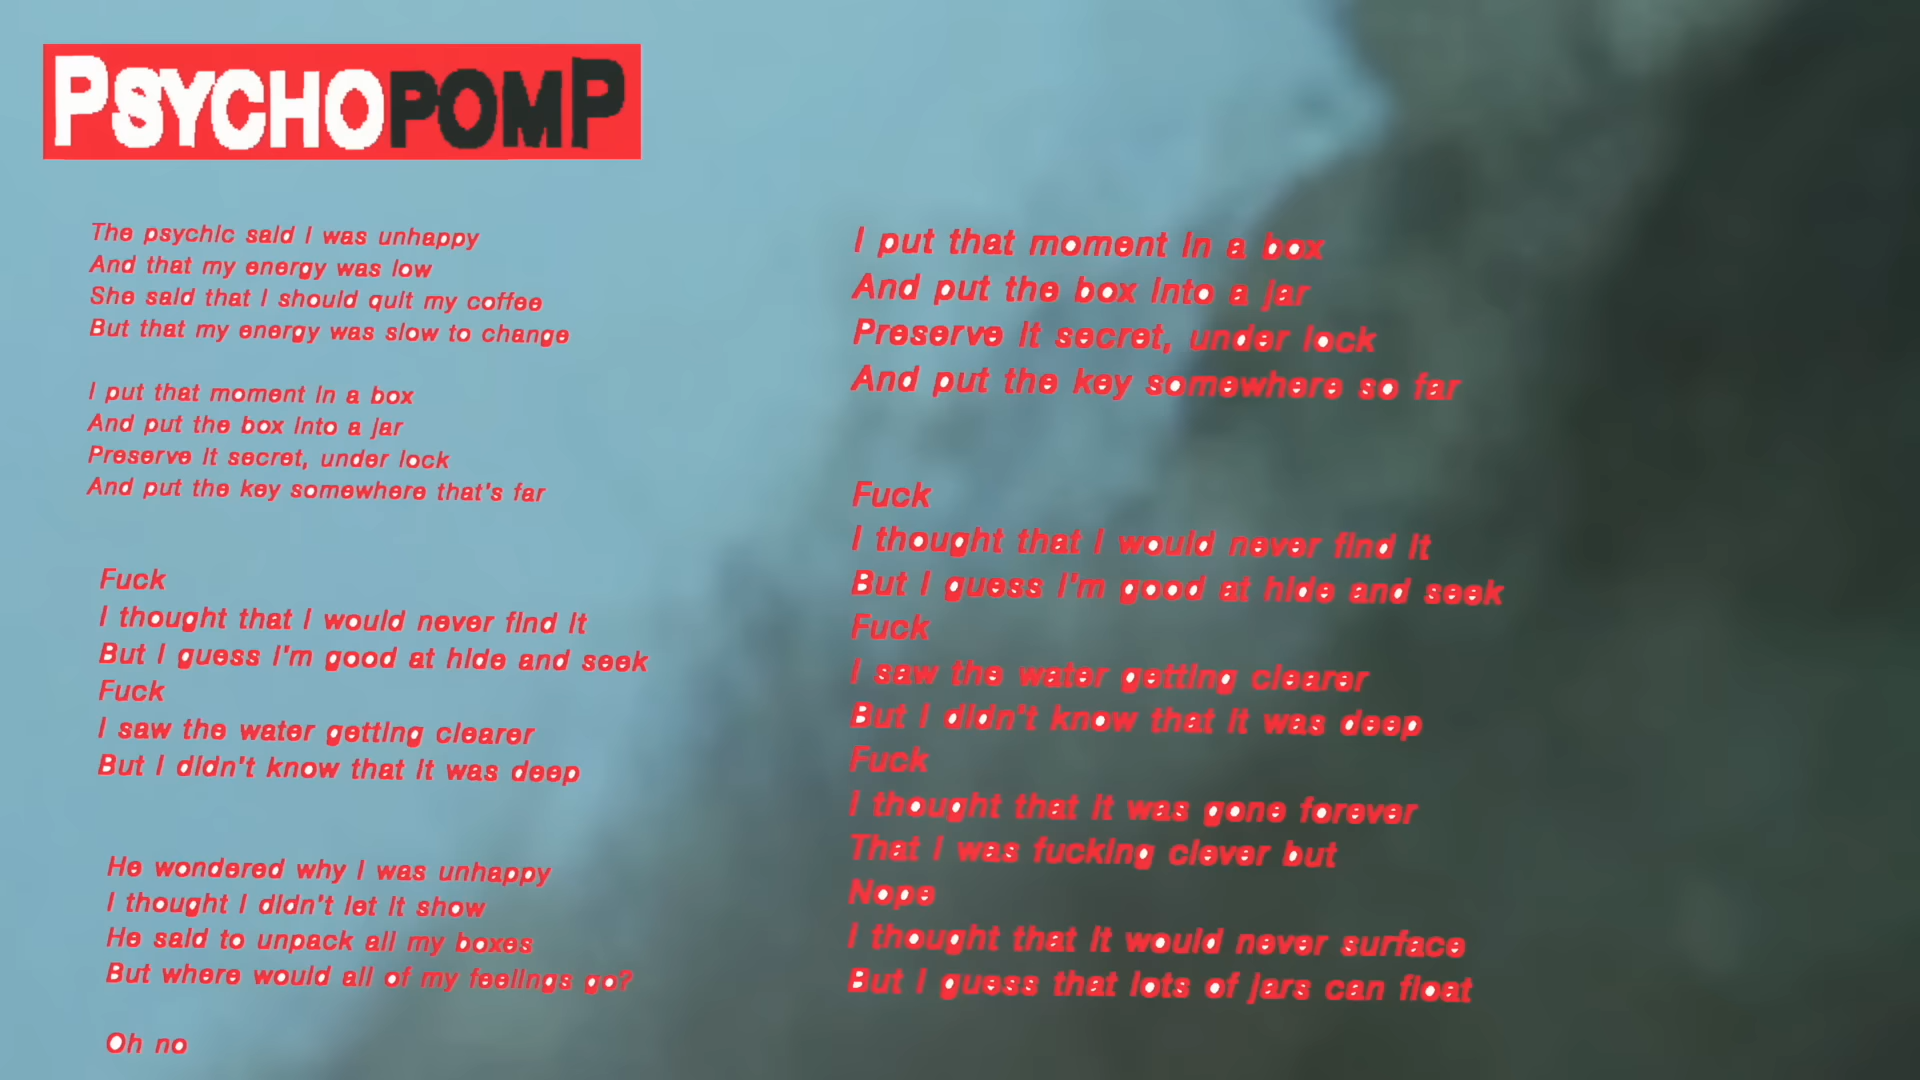 PSYCHOPOMP
The psychic said I was unhappy
And that my energy was low
She said that I should quit my coffee
But that my energy was slow to change
I put that moment in a box
And put the box into a jar
Preserve it secret, under lock
And put the key somewhere that's far
Fuck
I thought that I would never find it
But I guess I'm good at hide and seek
Fuck
I saw the water getting clearer
But I didn't know that it was deep
He wondered why I was unhappy
I thought I didn't let it show
He said to unpack all my boxes
But where would all of my feelings go?
Oh no
I put that moment in a box
And put the box into a jar
Preserve it secret, under lock
And put the key somewhere so far
Fuck
I thought that I would never find it
But I guess I'm good at hide and seek
Fuck
I saw the water getting clearer
But I didn't know that it was deep
Fuck
I thought that it was gone forever
That I was fucking clever but
Nope
I thought that it would never surface
But I guess that lots of jars can float